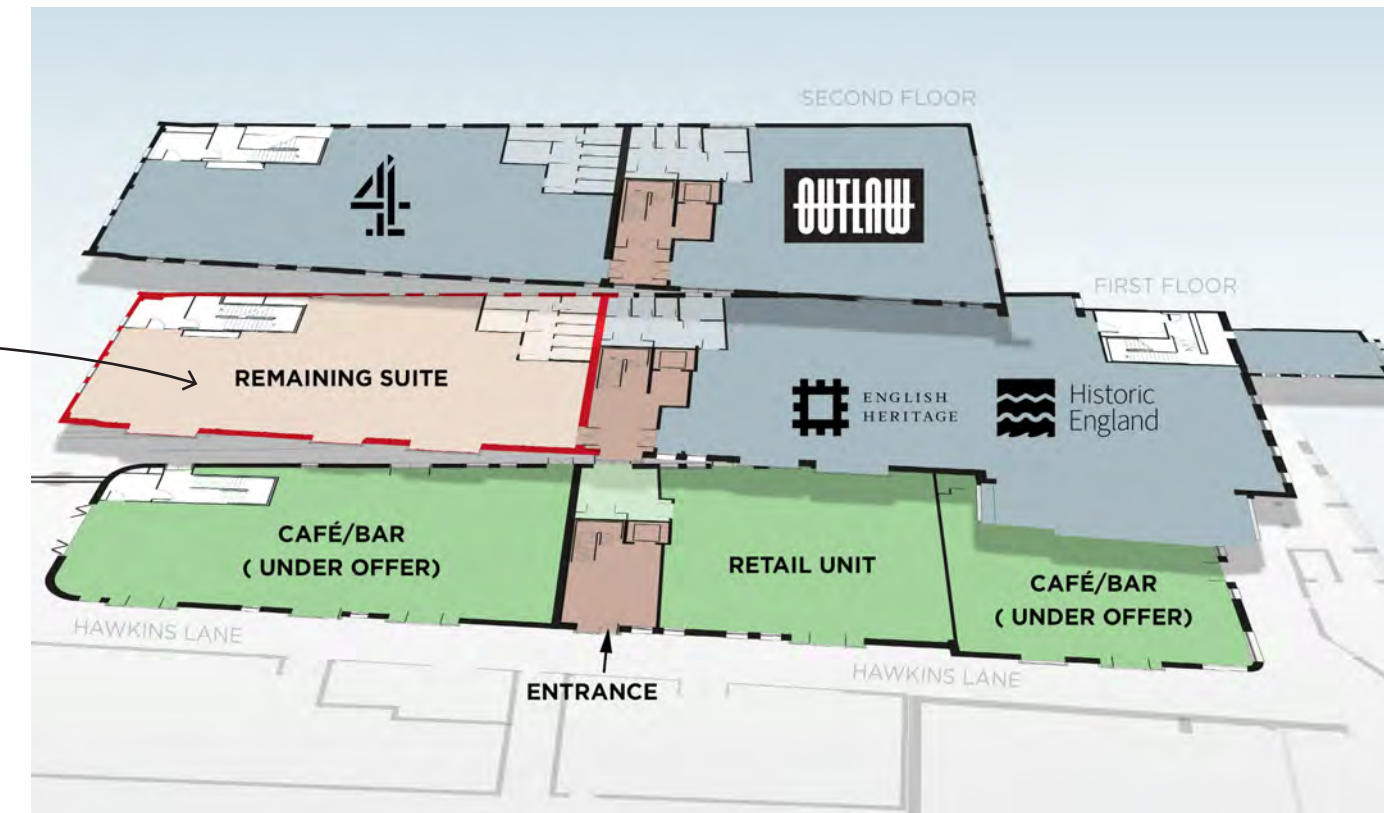 SECOND FLOOR
4
OUTLAW
FIRST FLOOR
REMAINING SUITE
ENGLISH
HERITAGE
Historic
England
CAFÉ/BAR
( UNDER OFFER)
RETAIL UNIT
CAFÉ/BAR
( UNDER OFFER)
HAWKINS LANE
HAWKINS LANE
ENTRANCE